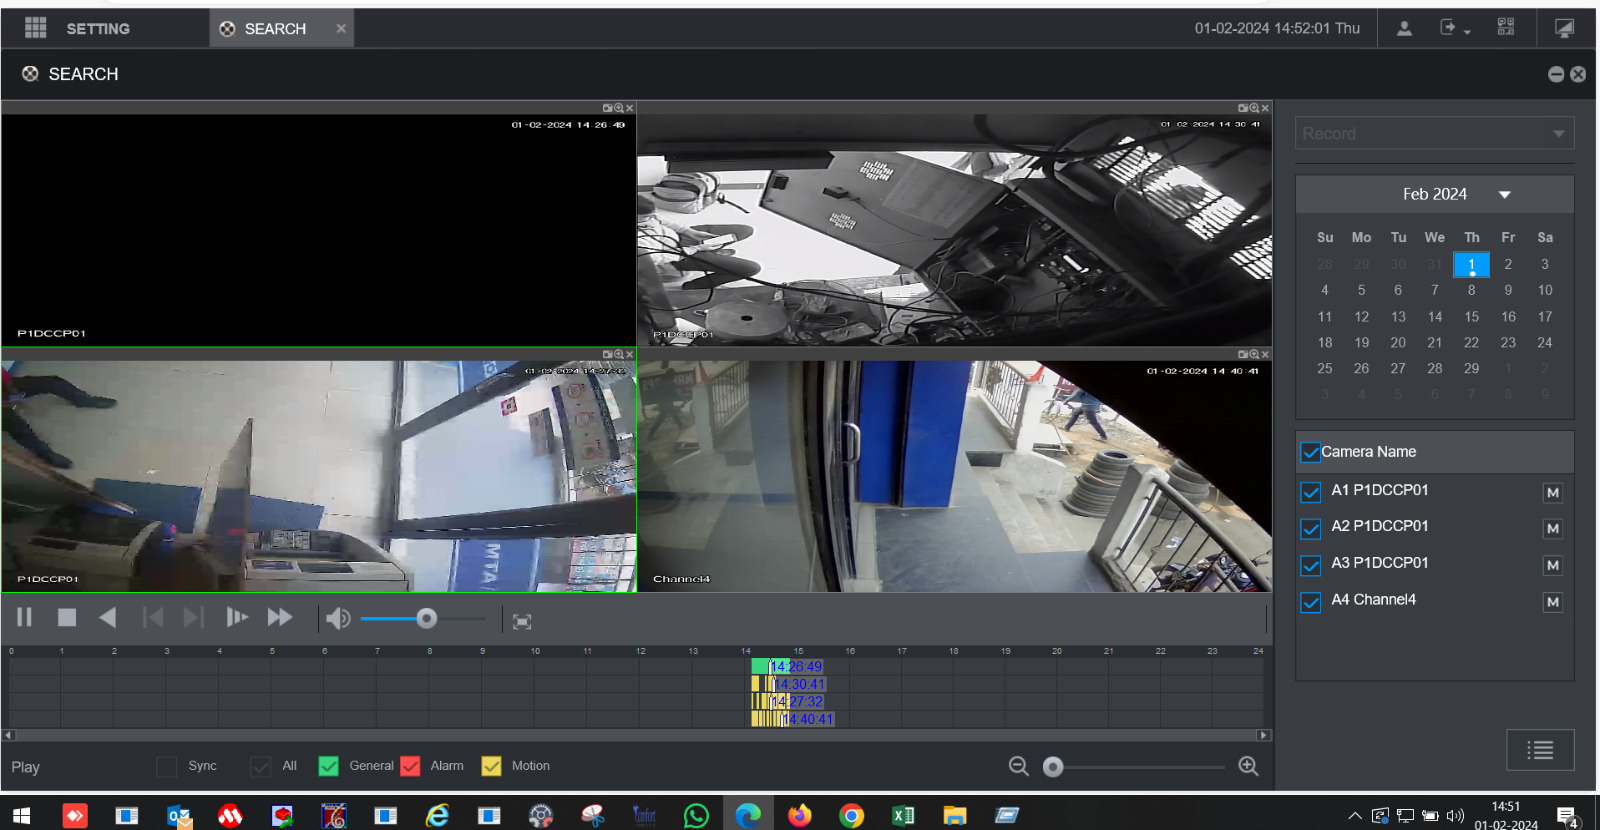 SETTING
SEARCH
01-02-2024 14:52:01 Thu
SEARCH
01-02-2024 14:26:49
P1DCCP01
01-02-2024 14:30:41
P1DCCP01
01-02-2024 14:27:32
MTA
P1DCCP01
01-02-2024 14:40:41
Channel4
Record
Feb 2024
Su Mo Tu We Th Fr Sa
28 29 30 31 1 2 3
4 5 6 7 8 9 10
11 12 13 14 15 16 17
18 19 20 21 22 23 24
25 26 27 28 29 1 2
3 4 5 6 7 8 9
Camera Name
A1 P1DCCP01 M
A2 P1DCCP01 M
A3 P1DCCP01 M
A4 Channel4 M
0 1 2 3 4 5 6 7 8 9 10 11 12 13 14 15 16 17 18 19 20 21 22 23 24
14:26:49
14:30:41
14:27:32
14:40:41
Play Sync All General Alarm Motion
14:51
01-02-2024
4